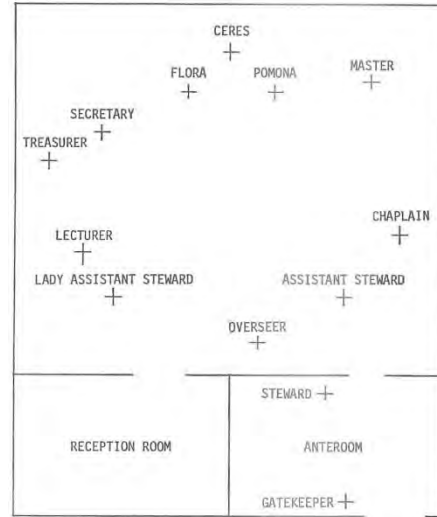 CERES
MASTER
FLORA
POMONA
SECRETARY
TREASURER
CHAPLAIN
LECTURER
LADY ASSISTANT STEWARD
ASSISTANT STEWARD
OVERSEER
STEWARD
RECEPTION ROOM
ANTEROOM
GATEKEEPER